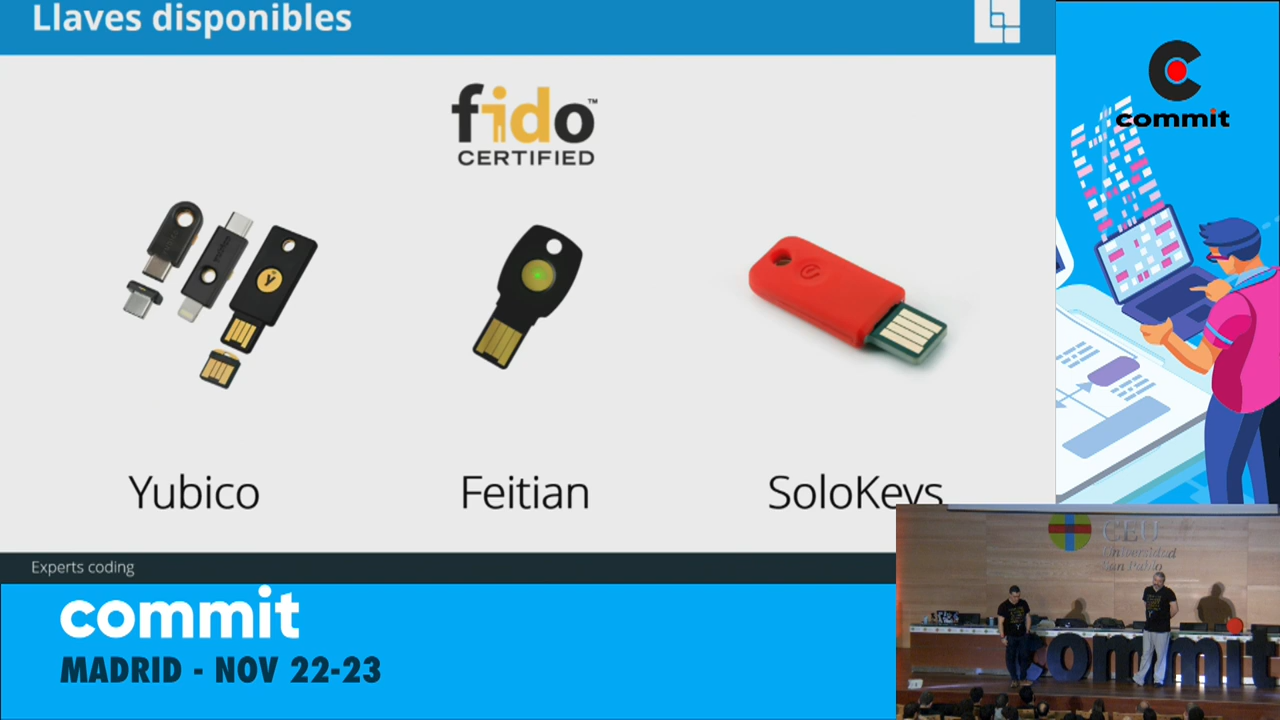 Llaves disponibles
fido™
CERTIFIED
Yubico
Feitian
SoloKeys
Experts coding
commit
MADRID - NOV 22-23
commit
CEU
Universidad
San Pablo
commit